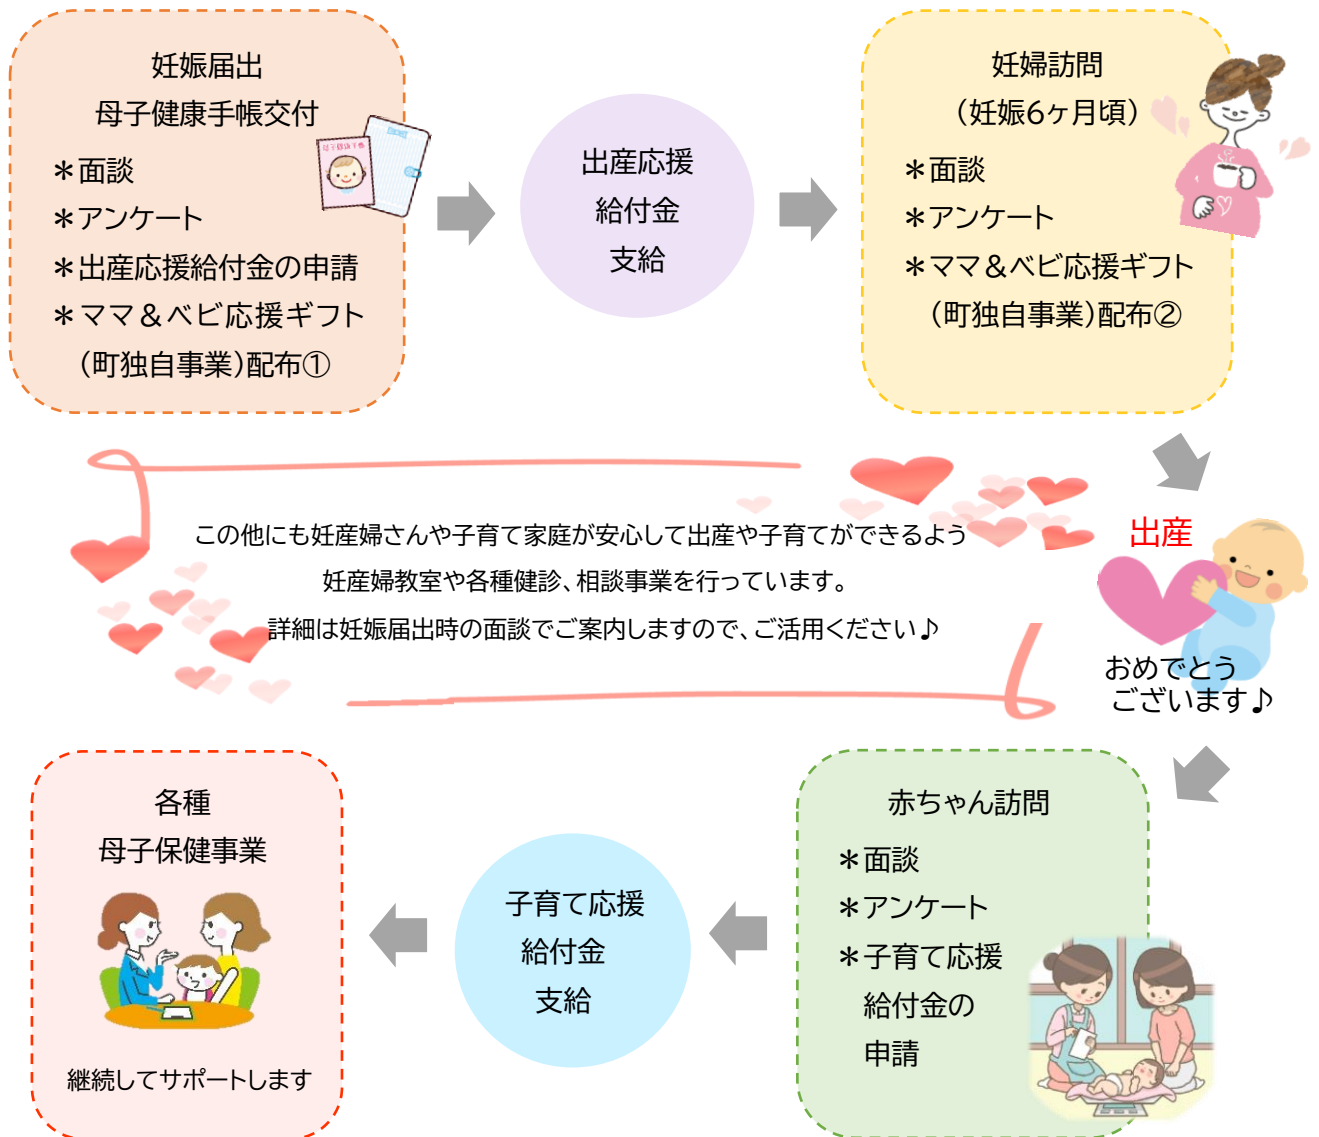 妊娠届出
母子健康手帳交付
＊面談
＊アンケート
＊出産応援給付金の申請
＊ママ＆ベビ応援ギフト
（町独自事業）配布①
母子健康手帳
出産応援
給付金
支給
妊婦訪問
（妊娠6ヶ月頃）
＊面談
＊アンケート
＊ママ＆ベビ応援ギフト
（町独自事業）配布②
この他にも妊産婦さんや子育て家庭が安心して出産や子育てができるよう
妊産婦教室や各種健診、相談事業を行っています。
詳細は妊娠届出時の面談でご案内しますので、ご活用ください♪
出産
おめでとう
ございます♪
赤ちゃん訪問
＊面談
＊アンケート
＊子育て応援
給付金の
申請
子育て応援
給付金
支給
各種
母子保健事業
継続してサポートします